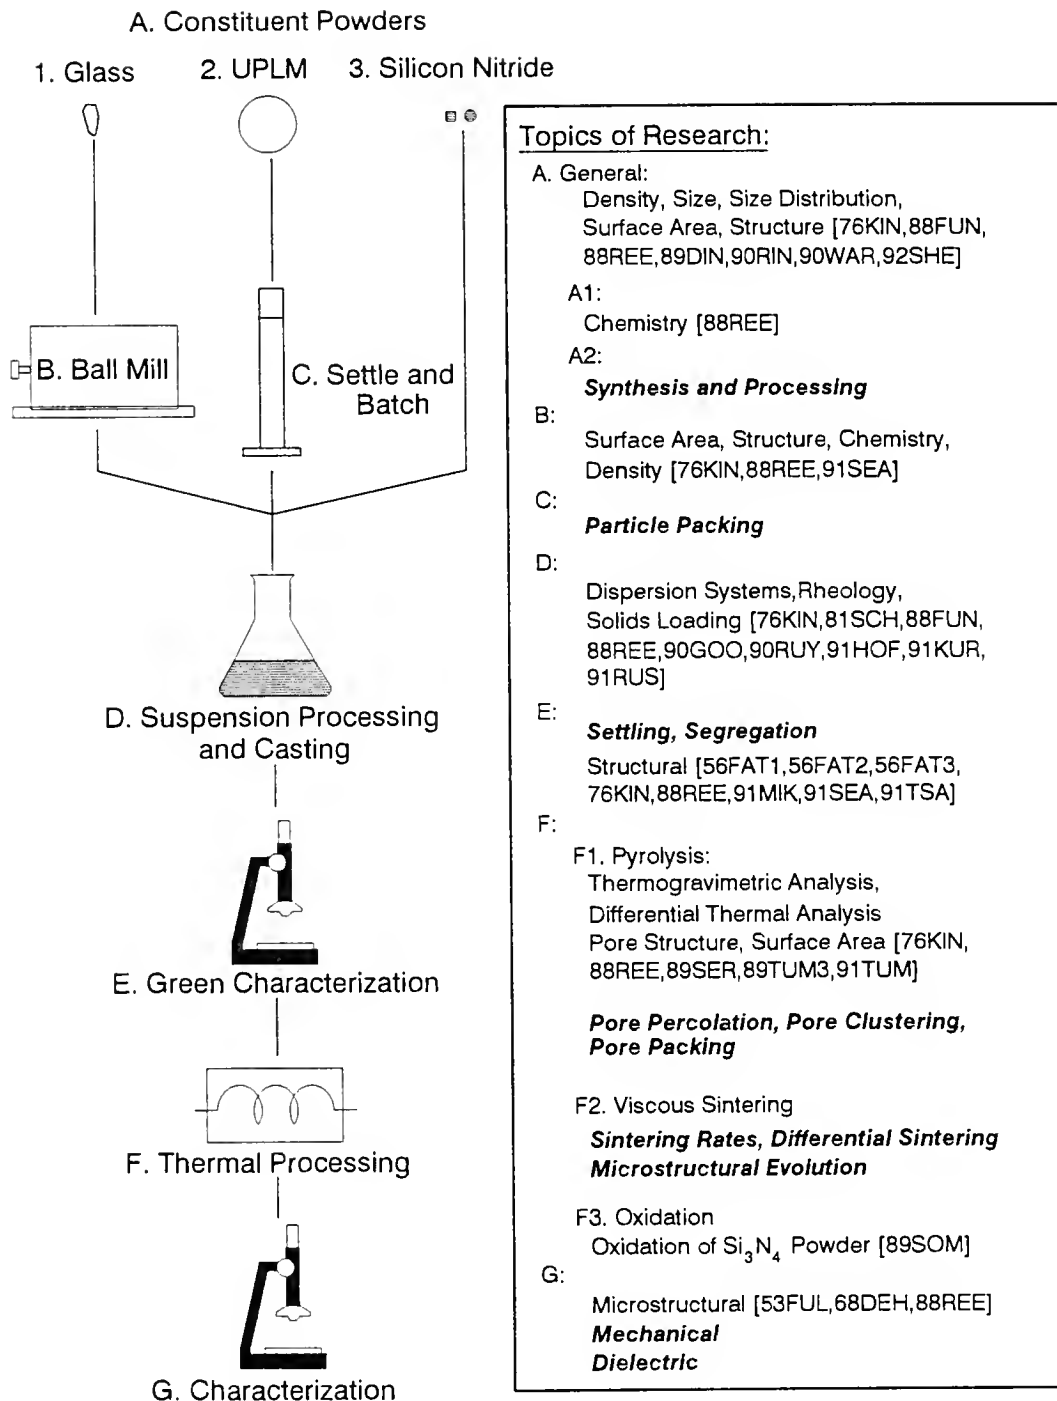 A. Constituent Powders
1. Glass
2. UPLM
3. Silicon Nitride
B. Ball Mill
C. Settle and
Batch
D. Suspension Processing
and Casting
E. Green Characterization
F. Thermal Processing
G. Characterization
Topics of Research:
A. General:
Density, Size, Size Distribution,
Surface Area, Structure [76KIN,88FUN,
88REE,89DIN,90RIN,90WAR,92SHE]
A1:
Chemistry [88REE]
A2:
Synthesis and Processing
B:
Surface Area, Structure, Chemistry,
Density [76KIN,88REE,91SEA]
C:
Particle Packing
D:
Dispersion Systems,Rheology,
Solids Loading [76KIN,81SCH,88FUN,
88REE,90GOO,90RUY,91HOF,91KUR,
91RUS]
E:
Settling, Segregation
Structural [56FAT1,56FAT2,56FAT3,
76KIN,88REE,91MIK,91SEA,91TSA]
F:
F1. Pyrolysis:
Thermogravimetric Analysis,
Differential Thermal Analysis
Pore Structure, Surface Area [76KIN,
88REE,89SER,89TUM3,91TUM]
Pore Percolation, Pore Clustering,
Pore Packing
F2. Viscous Sintering
Sintering Rates, Differential Sintering
Microstructural Evolution
F3. Oxidation
Oxidation of Si₃N₄ Powder [89SOM]
G:
Microstructural [53FUL,68DEH,88REE]
Mechanical
Dielectric